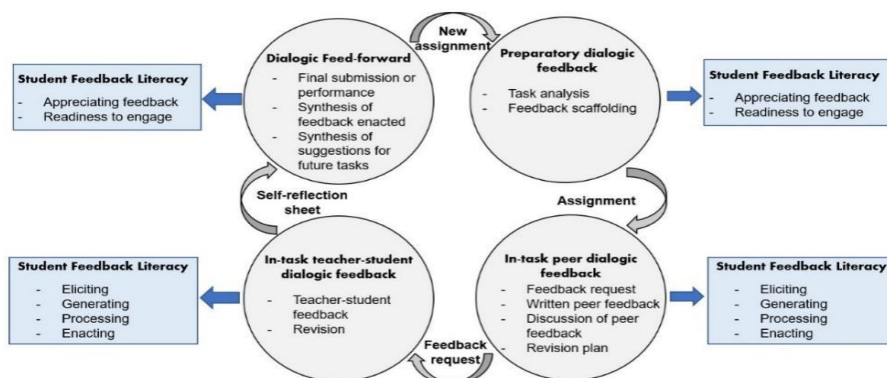 New
assignment
Dialogic Feed-forward
- Final submission or
performance
- Synthesis of
feedback enacted
- Synthesis of
suggestions for
future tasks
Preparatory dialogic
feedback
- Task analysis
- Feedback scaffolding
Student Feedback Literacy
- Appreciating feedback
- Readiness to engage
Student Feedback Literacy
- Appreciating feedback
- Readiness to engage
Self-reflection
sheet
Assignment
Student Feedback Literacy
- Eliciting
- Generating
- Processing
- Enacting
In-task teacher-student
dialogic feedback
- Teacher-student
feedback
- Revision
In-task peer dialogic
feedback
- Feedback request
- Written peer feedback
- Discussion of peer
feedback
- Revision plan
Student Feedback Literacy
- Eliciting
- Generating
- Processing
- Enacting
Feedback
request